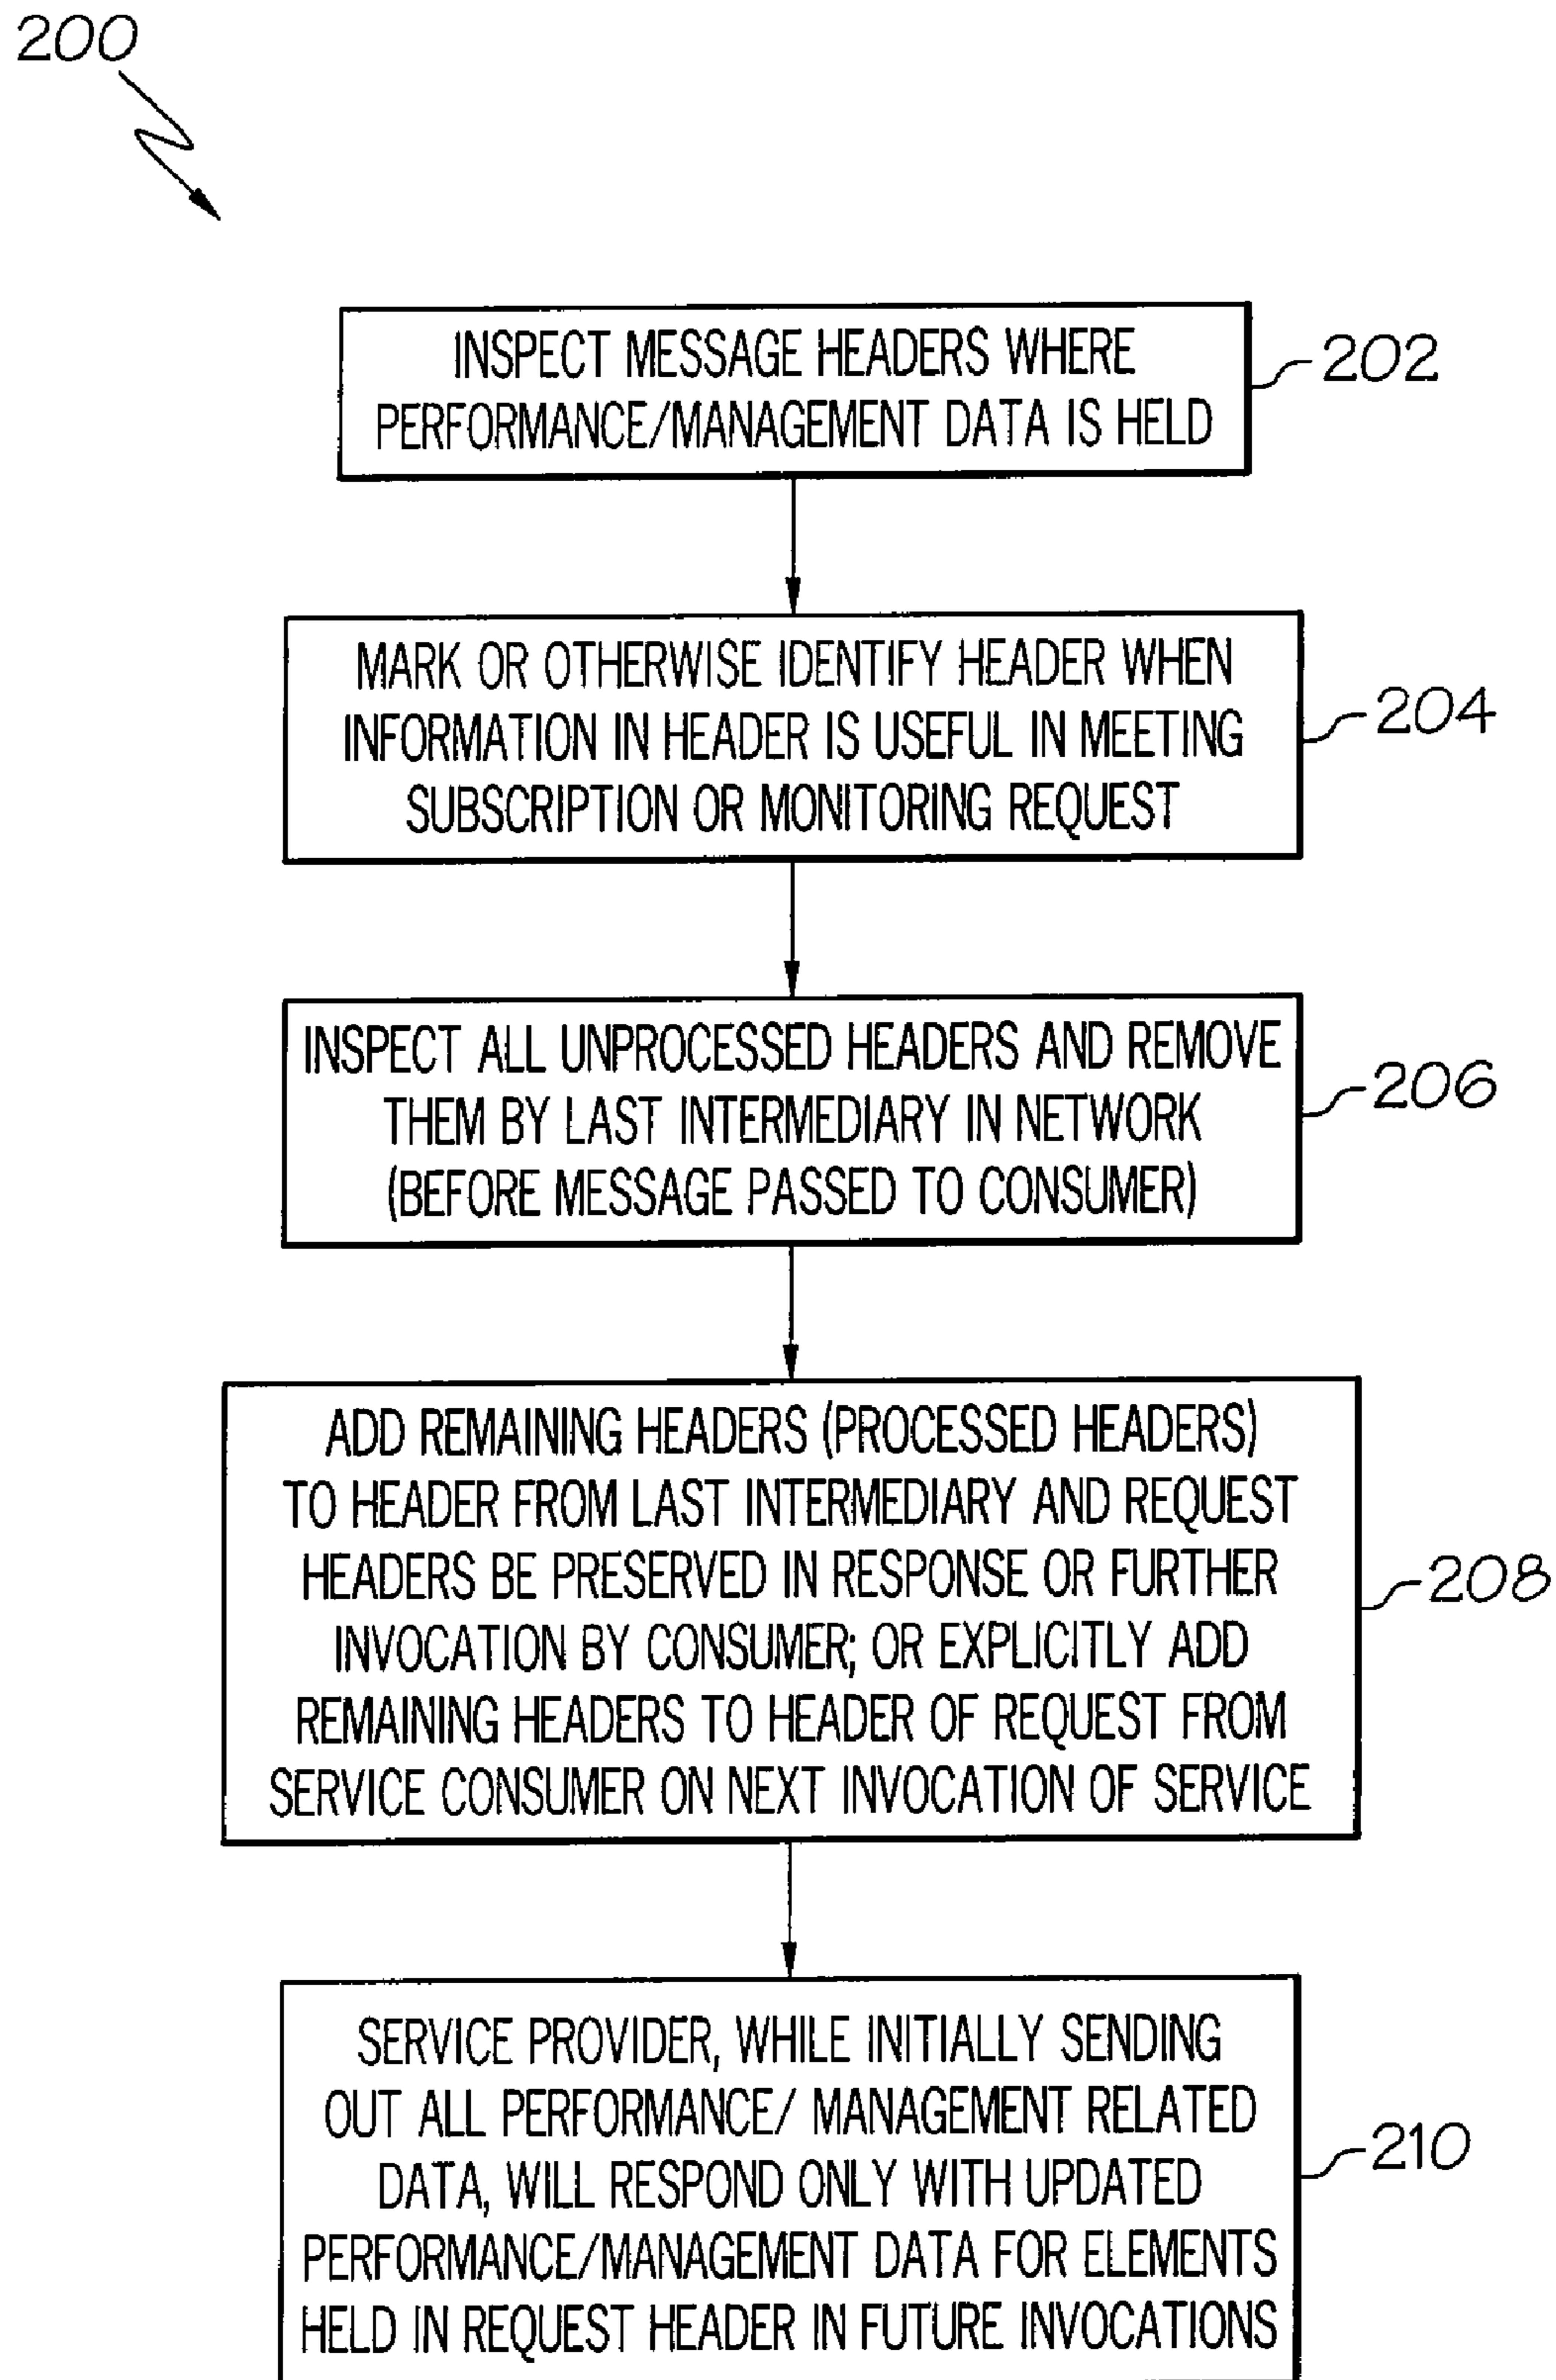 200
INSPECT MESSAGE HEADERS WHERE
PERFORMANCE/MANAGEMENT DATA IS HELD
202
MARK OR OTHERWISE IDENTIFY HEADER WHEN
INFORMATION IN HEADER IS USEFUL IN MEETING
SUBSCRIPTION OR MONITORING REQUEST
204
INSPECT ALL UNPROCESSED HEADERS AND REMOVE
THEM BY LAST INTERMEDIARY IN NETWORK
(BEFORE MESSAGE PASSED TO CONSUMER)
206
ADD REMAINING HEADERS (PROCESSED HEADERS)
TO HEADER FROM LAST INTERMEDIARY AND REQUEST
HEADERS BE PRESERVED IN RESPONSE OR FURTHER
INVOCATION BY CONSUMER; OR EXPLICITLY ADD
REMAINING HEADERS TO HEADER OF REQUEST FROM
SERVICE CONSUMER ON NEXT INVOCATION OF SERVICE
208
SERVICE PROVIDER, WHILE INITIALLY SENDING
OUT ALL PERFORMANCE/ MANAGEMENT RELATED
DATA, WILL RESPOND ONLY WITH UPDATED
PERFORMANCE/MANAGEMENT DATA FOR ELEMENTS
HELD IN REQUEST HEADER IN FUTURE INVOCATIONS
210